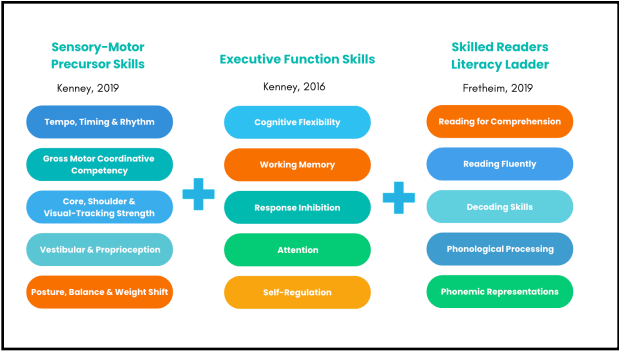 Sensory-Motor
Precursor Skills
Kenney, 2019
Tempo, Timing & Rhythm
Gross Motor Coordinative
Competency
Core, Shoulder &
Visual-Tracking Strength
Vestibular & Proprioception
Posture, Balance & Weight Shift
Executive Function Skills
Kenney, 2016
Cognitive Flexibility
Working Memory
Response Inhibition
Attention
Self-Regulation
Skilled Readers
Literacy Ladder
Fretheim, 2019
Reading for Comprehension
Reading Fluently
Decoding Skills
Phonological Processing
Phonemic Representations